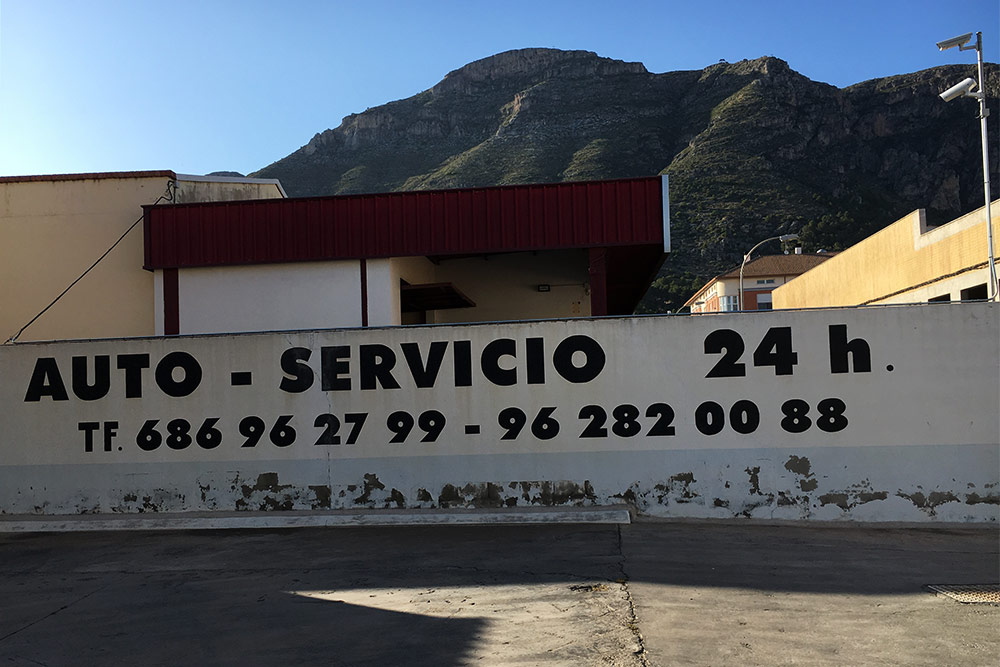 AUTO - SERVICIO 24 h.
TF. 686 96 27 99 - 96 282 00 88